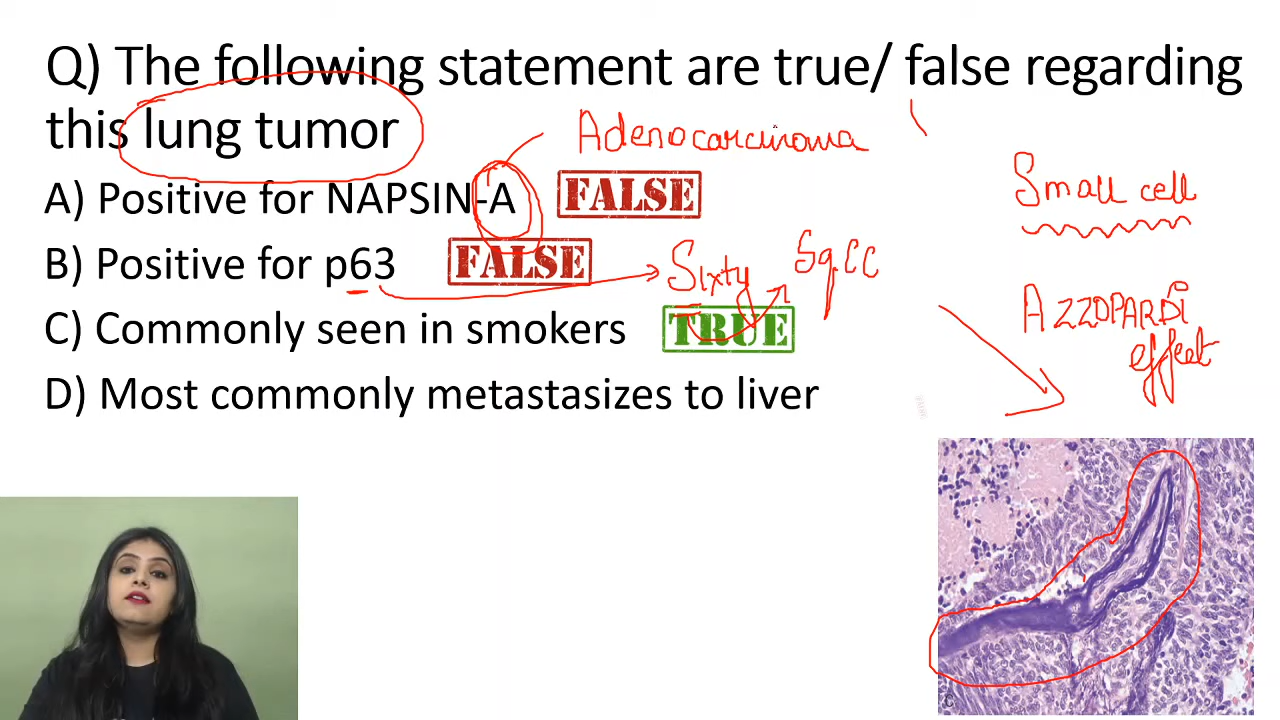 Q) The following statement are true/ false regarding
this lung tumor
Adenocarcinoma
A) Positive for NAPSIN-A FALSE
Small cell
B) Positive for p63 FALSE
Sixty
Sq.CC
C) Commonly seen in smokers TRUE
AZZOPARDI
effect
D) Most commonly metastasizes to liver
C